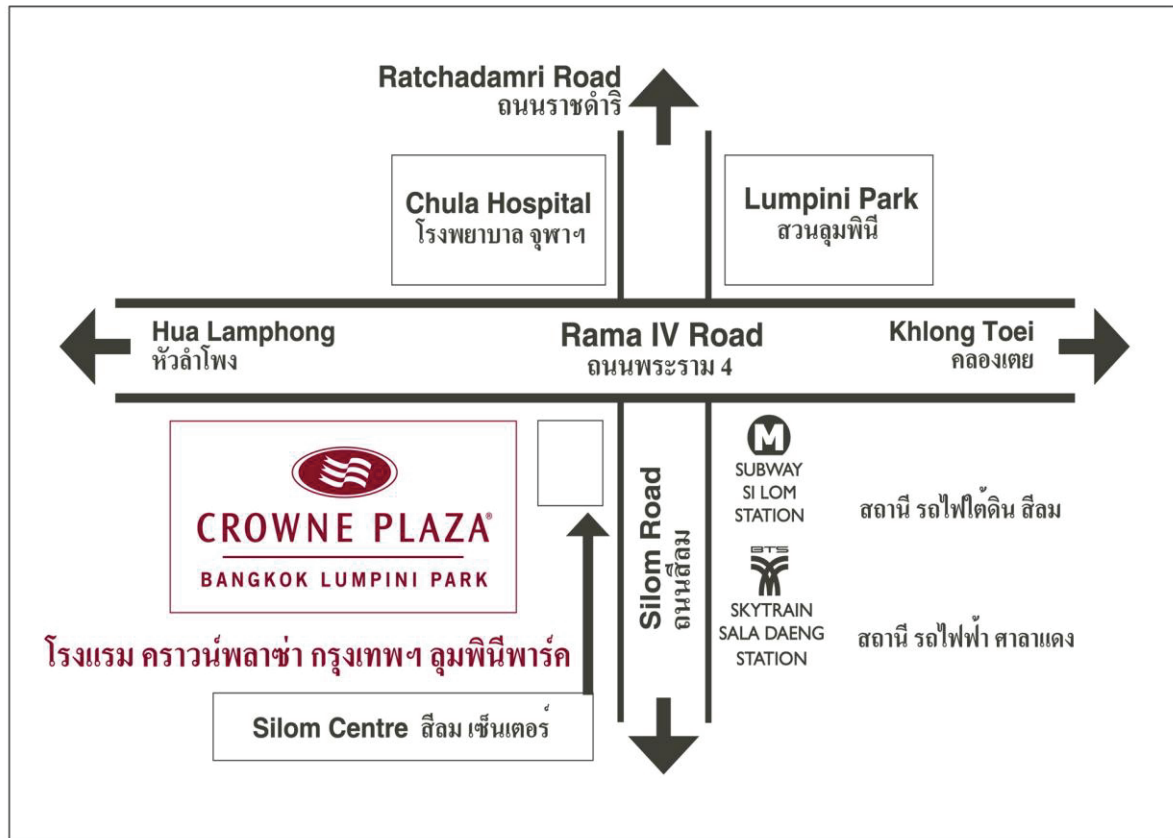 Ratchadamri Road
ถนนราชดำริ
Chula Hospital
โรงพยาบาล จุฬาฯ
Lumpini Park
สวนลุมพินี
Hua Lamphong
หัวลำโพง
Rama IV Road
ถนนพระราม 4
Khlong Toei
คลองเตย
CROWNE PLAZA®
BANGKOK LUMPINI PARK
โรงแรม คราวน์พลาซ่า กรุงเทพฯ ลุมพินีพาร์ค
Silom Centre สีลม เซ็นเตอร์
Silom Road
ถนนสีลม
M
SUBWAY
SI LOM
STATION
สถานี รถไฟใต้ดิน สีลม
BTS
SKYTRAIN
SALA DAENG
STATION
สถานี รถไฟฟ้า ศาลาแดง